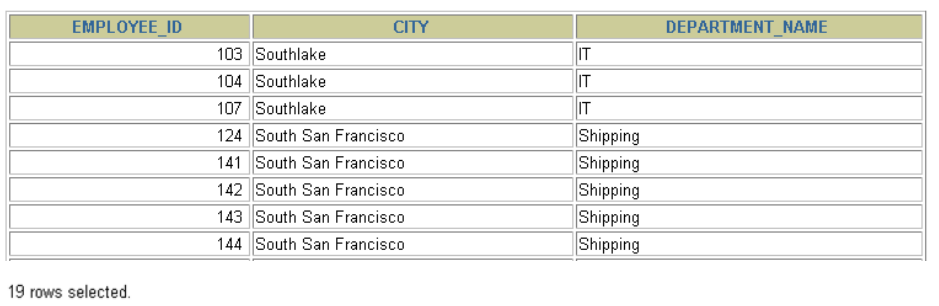 EMPLOYEE_ID CITY DEPARTMENT_NAME
103 Southlake IT
104 Southlake IT
107 Southlake IT
124 South San Francisco Shipping
141 South San Francisco Shipping
142 South San Francisco Shipping
143 South San Francisco Shipping
144 South San Francisco Shipping
19 rows selected.